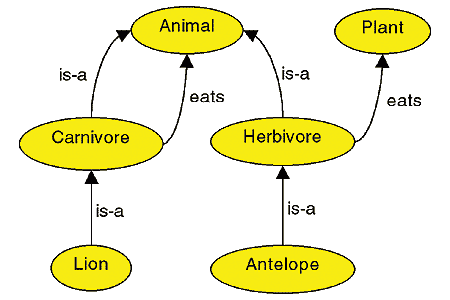 Animal
Plant
is-a
is-a
eats
eats
Carnivore
Herbivore
is-a
is-a
Lion
Antelope